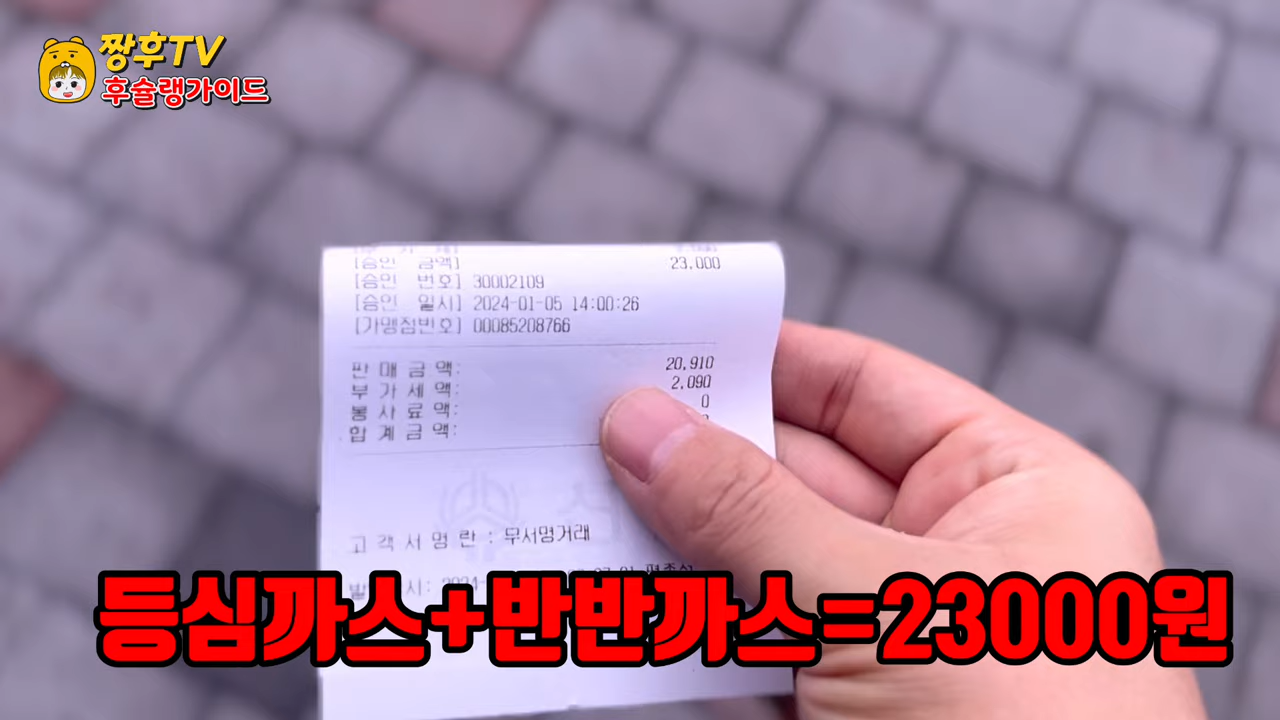 짱후TV
후슐랭가이드
[승인 금액] 23,000
[승인 번호] 30002109
[승인 일시] 2024-01-05 14:00:26
[가맹점번호] 00085208766
판 매 금 액: 20,910
부 가 세 액: 2,090
봉 사 료 액: 0
합 계 금 액:
고 객 서 명 란 : 무서명거래
등심까스+반반까스=23000원